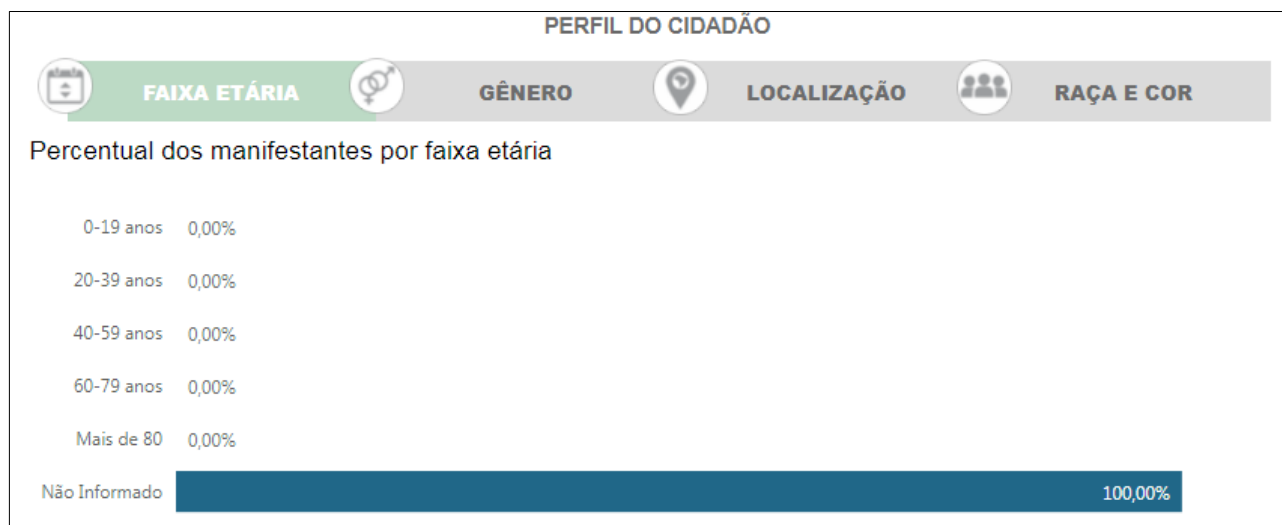 PERFIL DO CIDADÃO
FAIXA ETÁRIA GÊNERO LOCALIZAÇÃO RAÇA E COR
Percentual dos manifestantes por faixa etária
0-19 anos 0,00%
20-39 anos 0,00%
40-59 anos 0,00%
60-79 anos 0,00%
Mais de 80 0,00%
Não Informado 100,00%